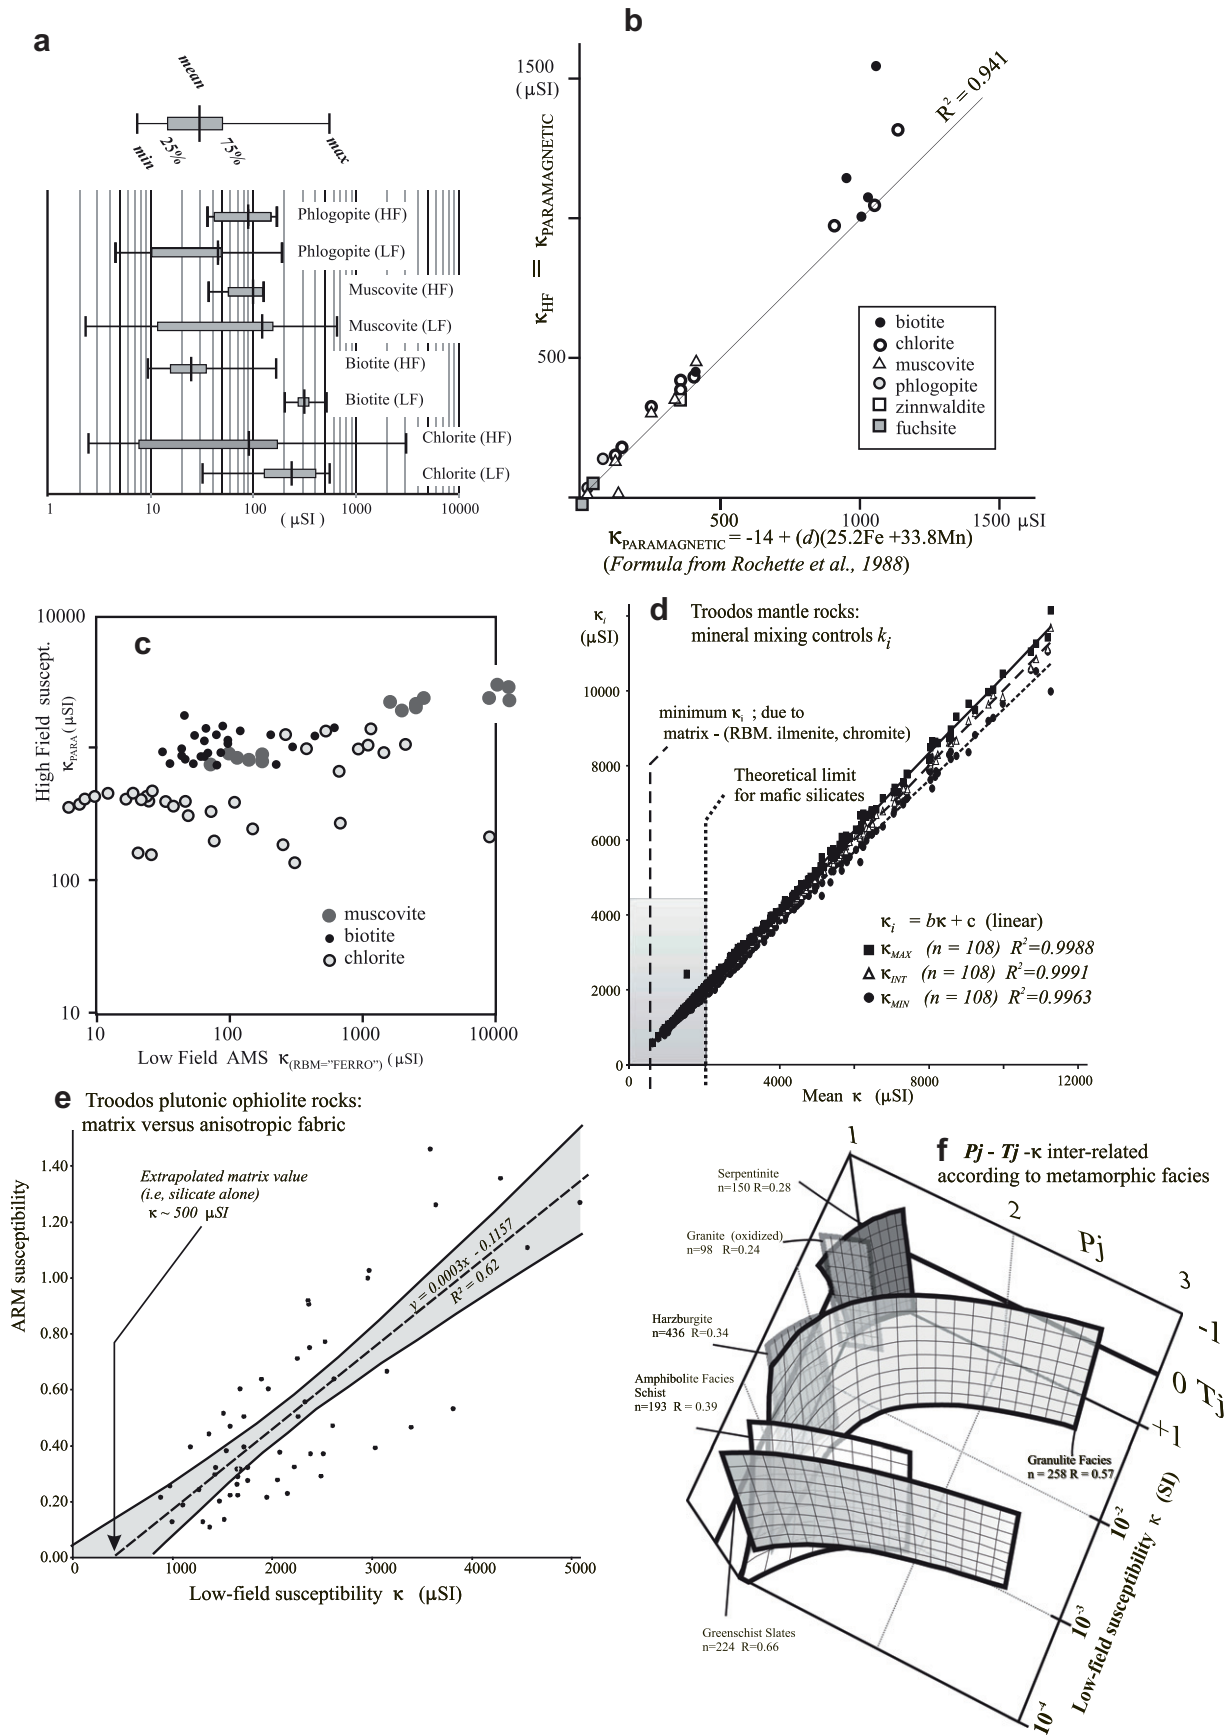 a
mean
min
25%
75%
max
Phlogopite (HF)
Phlogopite (LF)
Muscovite (HF)
Muscovite (LF)
Biotite (HF)
Biotite (LF)
Chlorite (HF)
Chlorite (LF)
1 10 100 1000 10000
( μSI )
b
1500
(μSI)
500
κHF = κPARAMAGNETIC
R² = 0.941
biotite
chlorite
muscovite
phlogopite
zinnwaldite
fuchsite
500 1000 1500 μSI
κPARAMAGNETIC = -14 + (d)(25.2Fe +33.8Mn)
(Formula from Rochette et al., 1988)
c
10000
100
10
High Field suscept.
κPARA (μSI)
muscovite
biotite
chlorite
10 100 1000 10000
Low Field AMS κ(RBM="FERRO") (μSI)
d Troodos mantle rocks:
mineral mixing controls ki
κi
(μSI)
minimum κi ; due to
matrix - (RBM. ilmenite, chromite)
Theoretical limit
for mafic silicates
10000
8000
6000
4000
2000
0
κi = bκ + c (linear)
κMAX (n = 108) R²=0.9988
κINT (n = 108) R²=0.9991
κMIN (n = 108) R²=0.9963
0 4000 8000 12000
Mean κ (μSI)
e Troodos plutonic ophiolite rocks:
matrix versus anisotropic fabric
Extrapolated matrix value
(i.e, silicate alone)
κ ~ 500 μSI
ARM susceptibility
1.40
1.20
1.00
0.80
0.60
0.40
0.20
0.00
y = 0.0003x - 0.1157
R² = 0.62
0 1000 2000 3000 4000 5000
Low-field susceptibility κ (μSI)
f Pj - Tj -κ inter-related
according to metamorphic facies
1
2
Pj
3
-1
0 Tj
+1
Serpentinite
n=150 R=0.28
Granite (oxidized)
n=98 R=0.24
Harzburgite
n=436 R=0.34
Amphibolite Facies
Schist
n=193 R = 0.39
Granulite Facies
n = 258 R = 0.57
Greenschist Slates
n=224 R=0.66
10⁻²
10⁻³
10⁻⁴
Low-field susceptibility κ (SI)